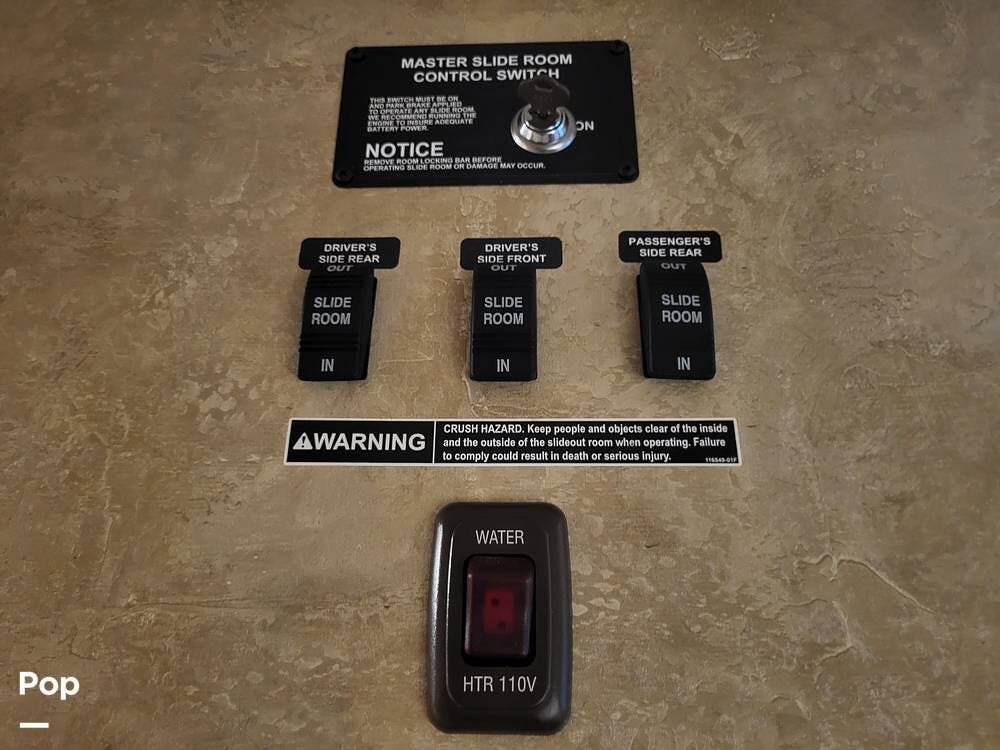 MASTER SLIDE ROOM
CONTROL SWITCH
THIS SWITCH MUST BE ON
AND PARK BRAKE APPLIED
TO OPERATE ANY SLIDE ROOM.
WE RECOMMEND RUNNING THE
ENGINE TO INSURE ADEQUATE
BATTERY POWER.
ON
NOTICE
REMOVE ROOM LOCKING BAR BEFORE
OPERATING SLIDE ROOM OR DAMAGE MAY OCCUR.
DRIVER'S
SIDE REAR
OUT
SLIDE
ROOM
IN
DRIVER'S
SIDE FRONT
OUT
SLIDE
ROOM
IN
PASSENGER'S
SIDE REAR
OUT
SLIDE
ROOM
IN
WARNING
CRUSH HAZARD. Keep people and objects clear of the inside
and the outside of the slideout room when operating. Failure
to comply could result in death or serious injury.
116549-01F
WATER
HTR 110V
Pop